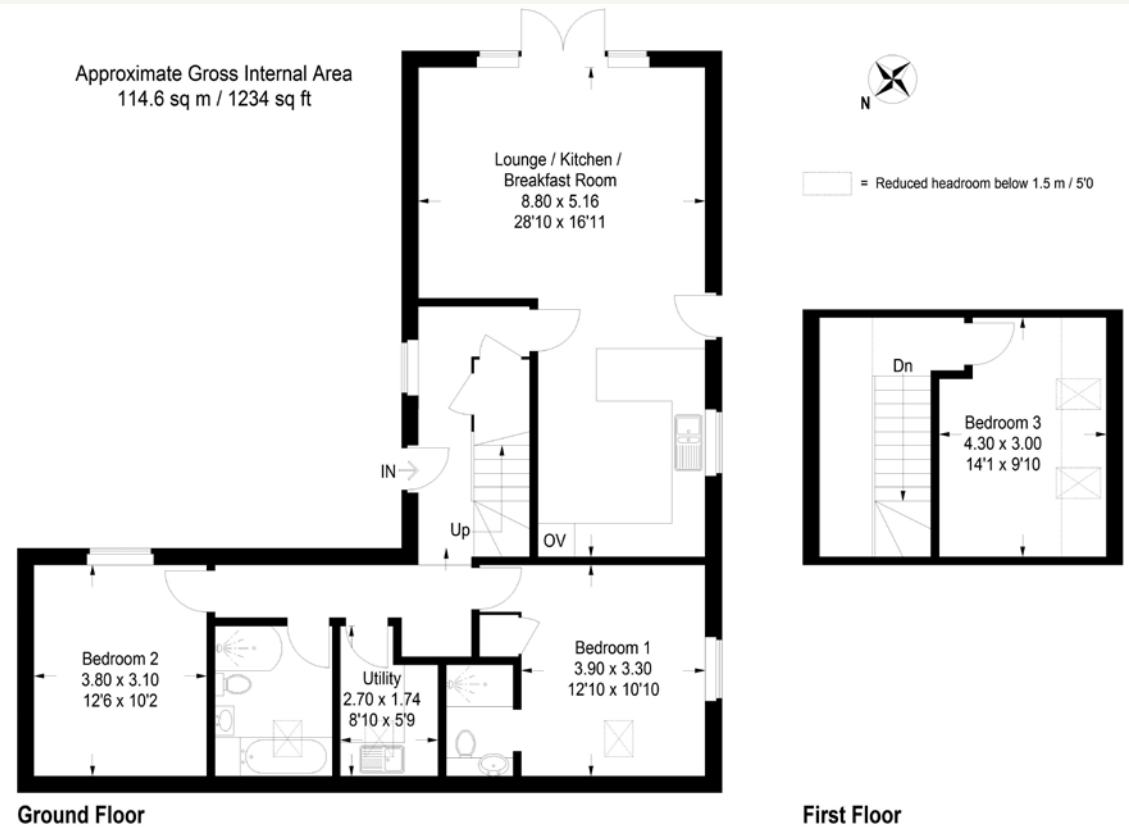 Approximate Gross Internal Area
114.6 sq m / 1234 sq ft
N
= Reduced headroom below 1.5 m / 5'0
Lounge / Kitchen /
Breakfast Room
8.80 x 5.16
28'10 x 16'11
IN
Up
OV
Bedroom 2
3.80 x 3.10
12'6 x 10'2
Utility
2.70 x 1.74
8'10 x 5'9
Bedroom 1
3.90 x 3.30
12'10 x 10'10
Ground Floor
Dn
Bedroom 3
4.30 x 3.00
14'1 x 9'10
First Floor